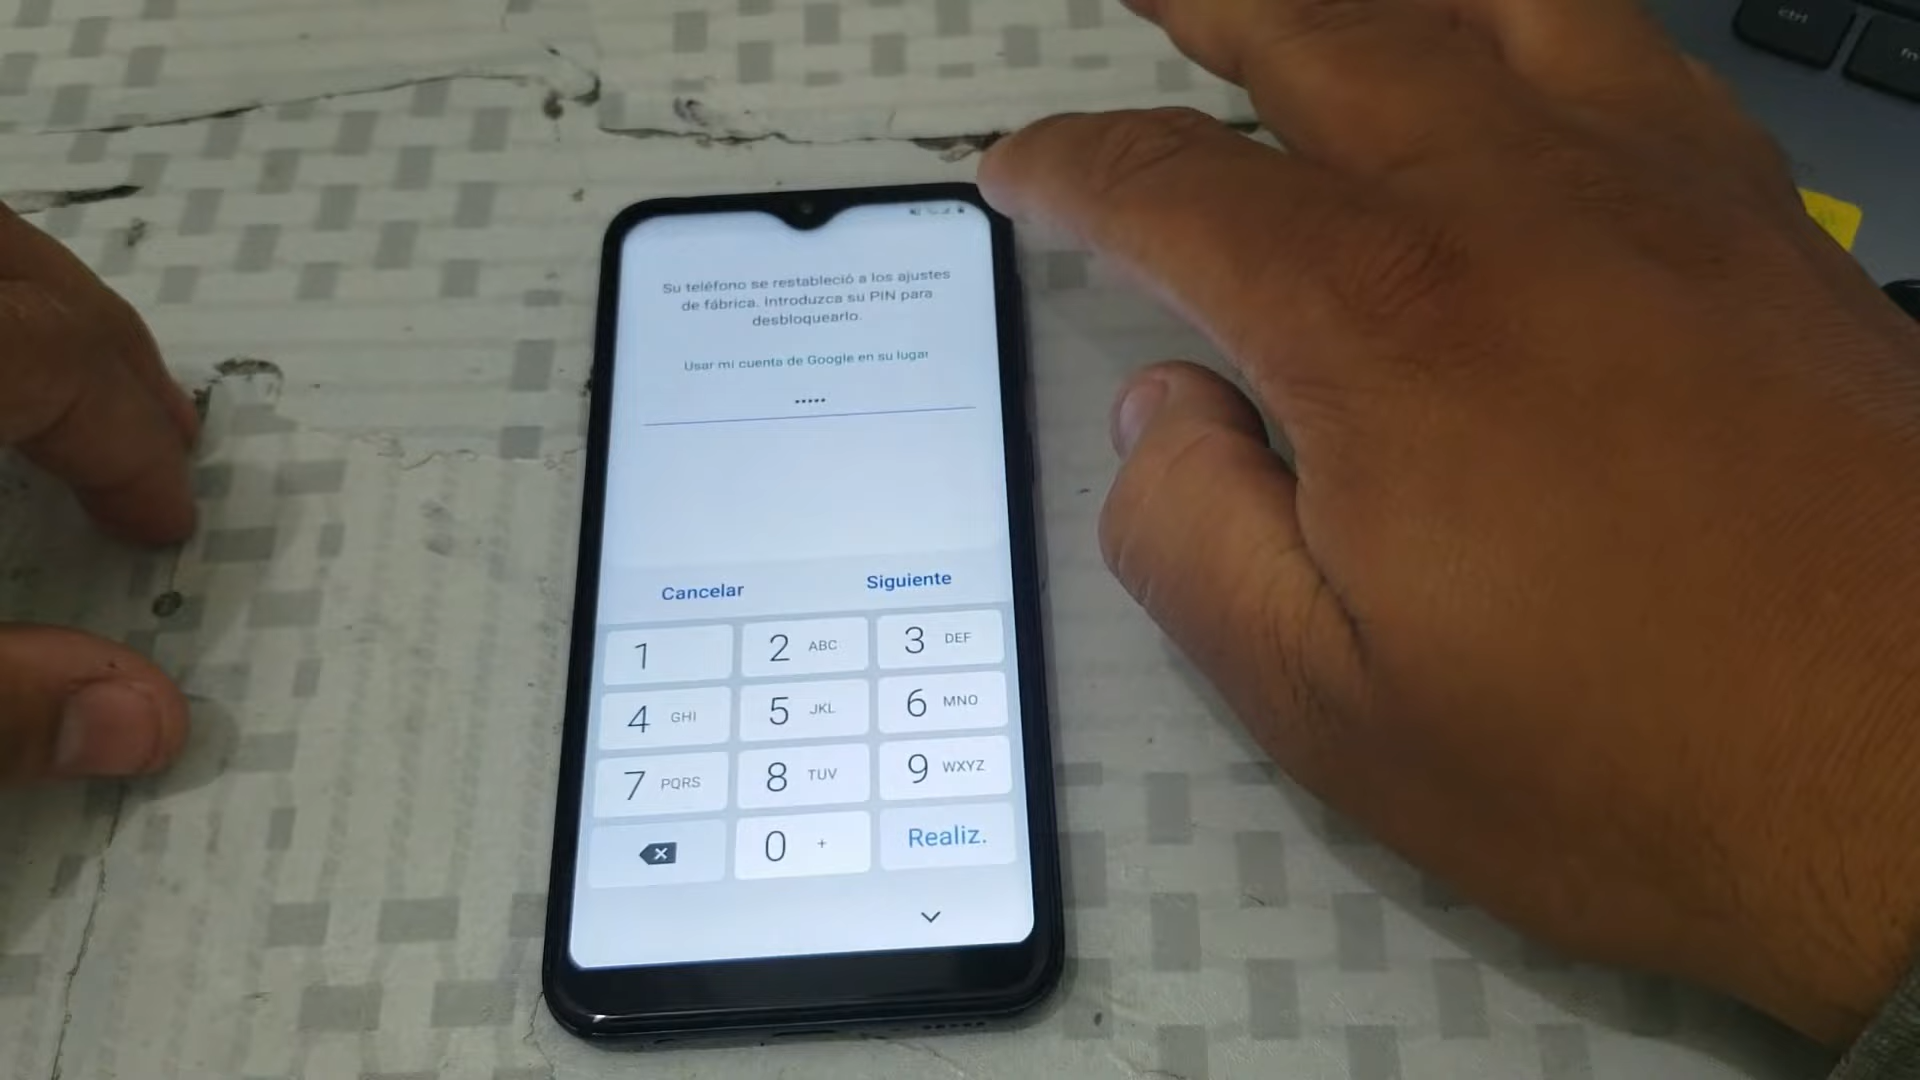 ctrl
fn
Su teléfono se restableció a los ajustes
de fábrica. Introduzca su PIN para
desbloquearlo.
Usar mi cuenta de Google en su lugar
•••••
Cancelar
Siguiente
1
2 ABC
3 DEF
4 GHI
5 JKL
6 MNO
7 PQRS
8 TUV
9 WXYZ
0 +
Realiz.